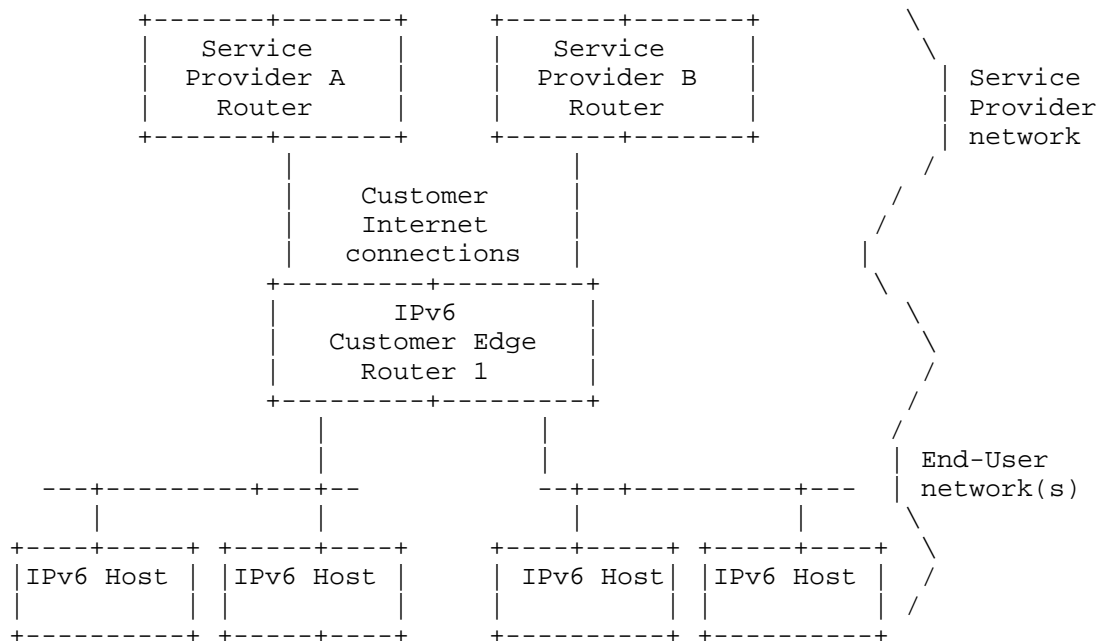 Service Service
Provider A Provider B | Service
Router Router | Provider
network
Customer
Internet
connections
IPv6
Customer Edge
Router 1
End-User
network(s)
IPv6 Host IPv6 Host IPv6 Host IPv6 Host